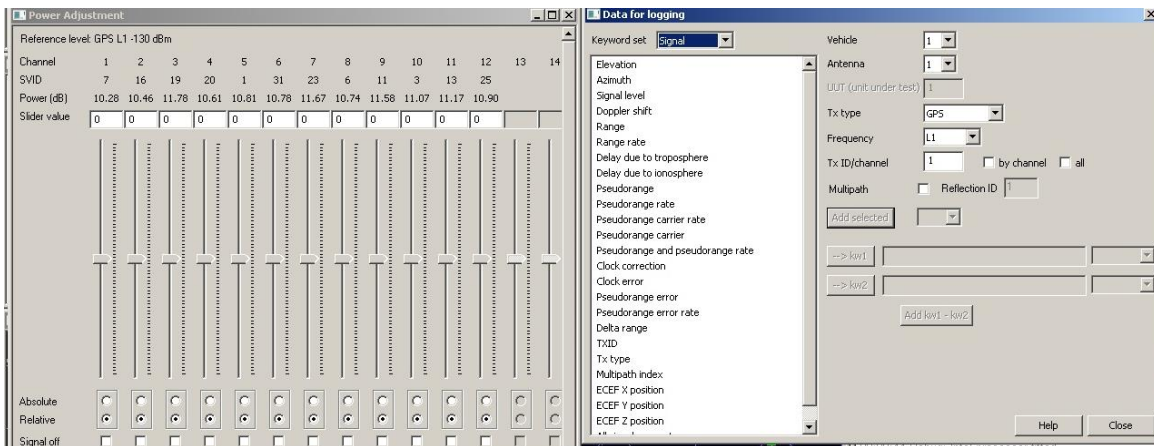 Power Adjustment
Reference level: GPS L1 -130 dBm
Channel 1 2 3 4 5 6 7 8 9 10 11 12 13 14
SVID 7 16 19 20 1 31 23 6 11 3 13 25
Power (dB) 10.28 10.46 11.78 10.61 10.81 10.78 11.67 10.74 11.58 11.07 11.17 10.90
Slider value 0 0 0 0 0 0 0 0 0 0 0 0
Absolute
Relative
Signal off
Data for logging
Keyword set Signal
Elevation
Azimuth
Signal level
Doppler shift
Range
Range rate
Delay due to troposphere
Delay due to ionosphere
Pseudorange
Pseudorange rate
Pseudorange carrier rate
Pseudorange carrier
Pseudorange and pseudorange rate
Clock correction
Clock error
Pseudorange error
Pseudorange error rate
Delta range
TXID
Tx type
Multipath index
ECEF X position
ECEF Y position
ECEF Z position
Vehicle 1
Antenna 1
UUT (unit under test) 1
Tx type GPS
Frequency L1
Tx ID/channel 1 by channel all
Multipath Reflection ID 1
Add selected
--> kw1
--> kw2
Add kw1 - kw2
Help Close